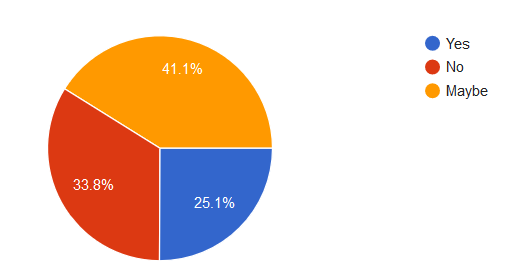 41.1%
33.8%
25.1%
Yes
No
Maybe